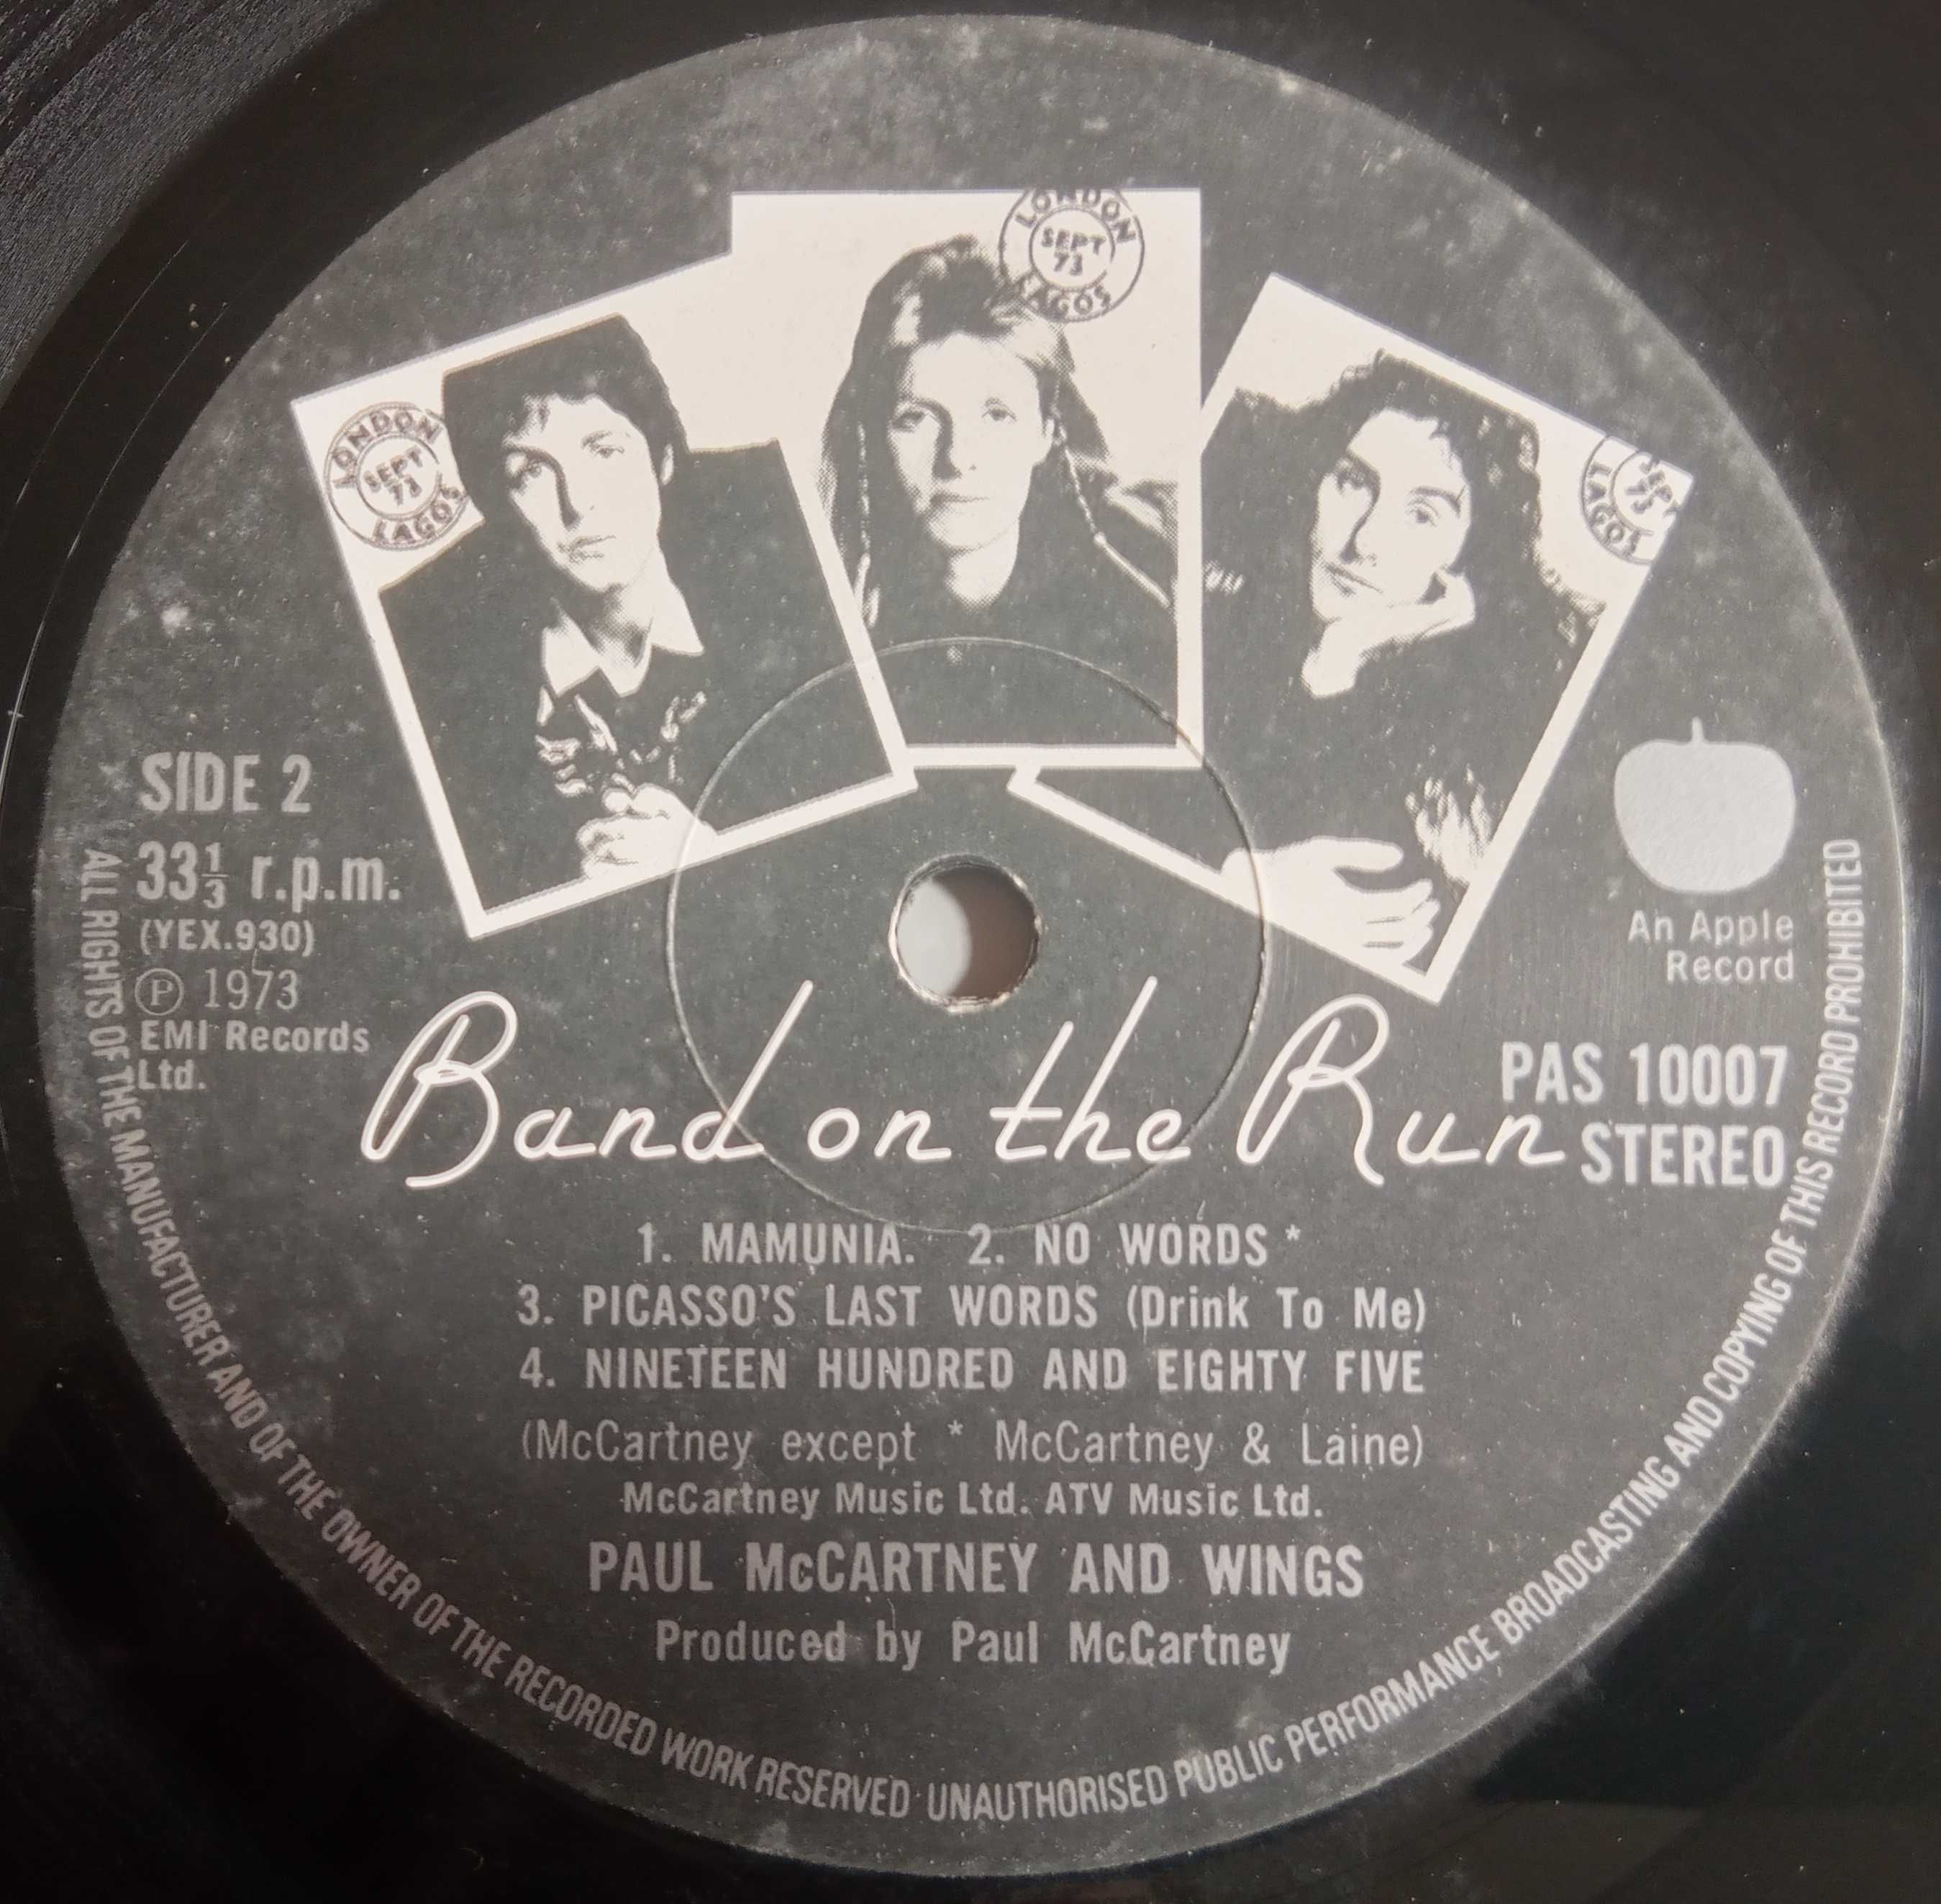 LONDON
SEPT
73
LAGOS
LONDON
SEPT
73
LAGOS
SEPT
73
LAGOS
SIDE 2
33⅓ r.p.m.
(YEX.930)
Ⓟ 1973
EMI Records
Ltd.
An Apple
Record
PAS 10007
STEREO
Band on the Run
1. MAMUNIA. 2. NO WORDS *
3. PICASSO'S LAST WORDS (Drink To Me)
4. NINETEEN HUNDRED AND EIGHTY FIVE
(McCartney except * McCartney & Laine)
McCartney Music Ltd. ATV Music Ltd.
PAUL McCARTNEY AND WINGS
Produced by Paul McCartney
ALL RIGHTS OF THE MANUFACTURER AND OF THE OWNER OF THE RECORDED WORK RESERVED UNAUTHORISED PUBLIC PERFORMANCE BROADCASTING AND COPYING OF THIS RECORD PROHIBITED